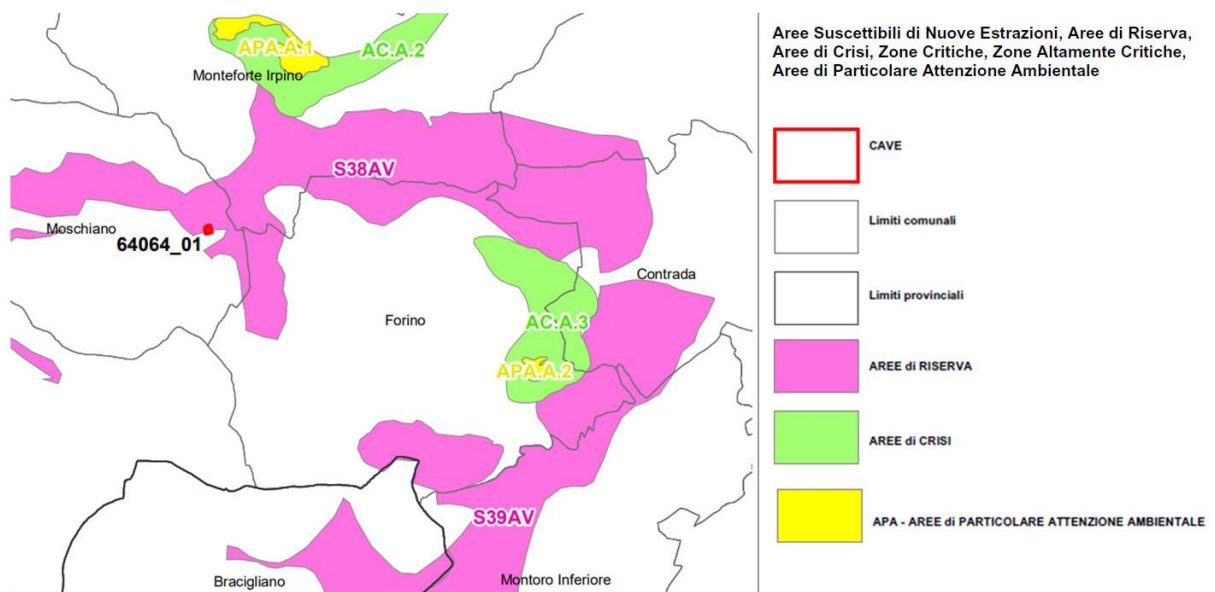 APA.A.1
AC.A.2
Monteforte Irpino
S38AV
Moschiano
64064_01
Contrada
Forino
AC.A.3
APA.A.2
S39AV
Bracigliano
Montoro Inferiore
Aree Suscettibili di Nuove Estrazioni, Aree di Riserva,
Aree di Crisi, Zone Critiche, Zone Altamente Critiche,
Aree di Particolare Attenzione Ambientale
CAVE
Limiti comunali
Limiti provinciali
AREE di RISERVA
AREE di CRISI
APA - AREE di PARTICOLARE ATTENZIONE AMBIENTALE